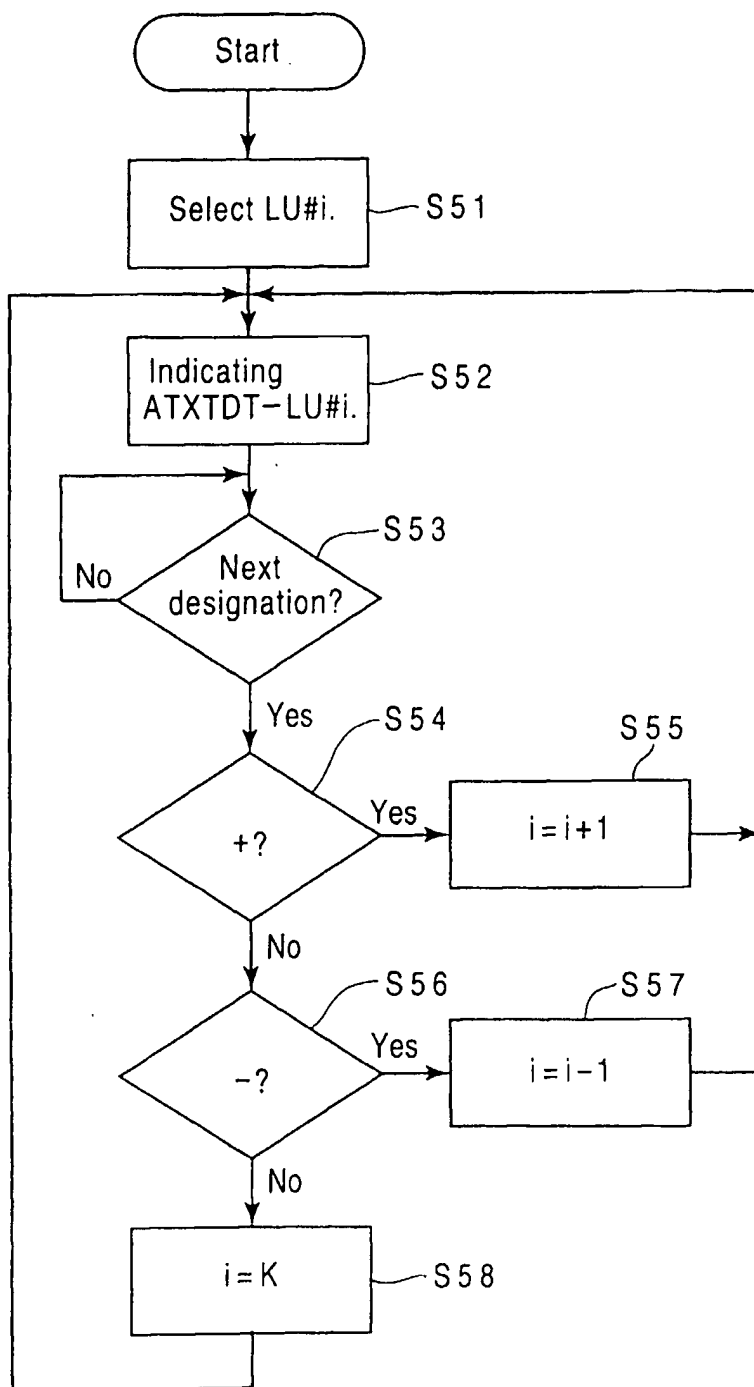 Start
Select LU#i.
S51
Indicating
ATXTDT-LU#i.
S52
S53
Next
designation?
No
Yes
S54
+?
Yes
S55
i=i+1
No
S56
-?
Yes
S57
i=i-1
No
i=K
S58